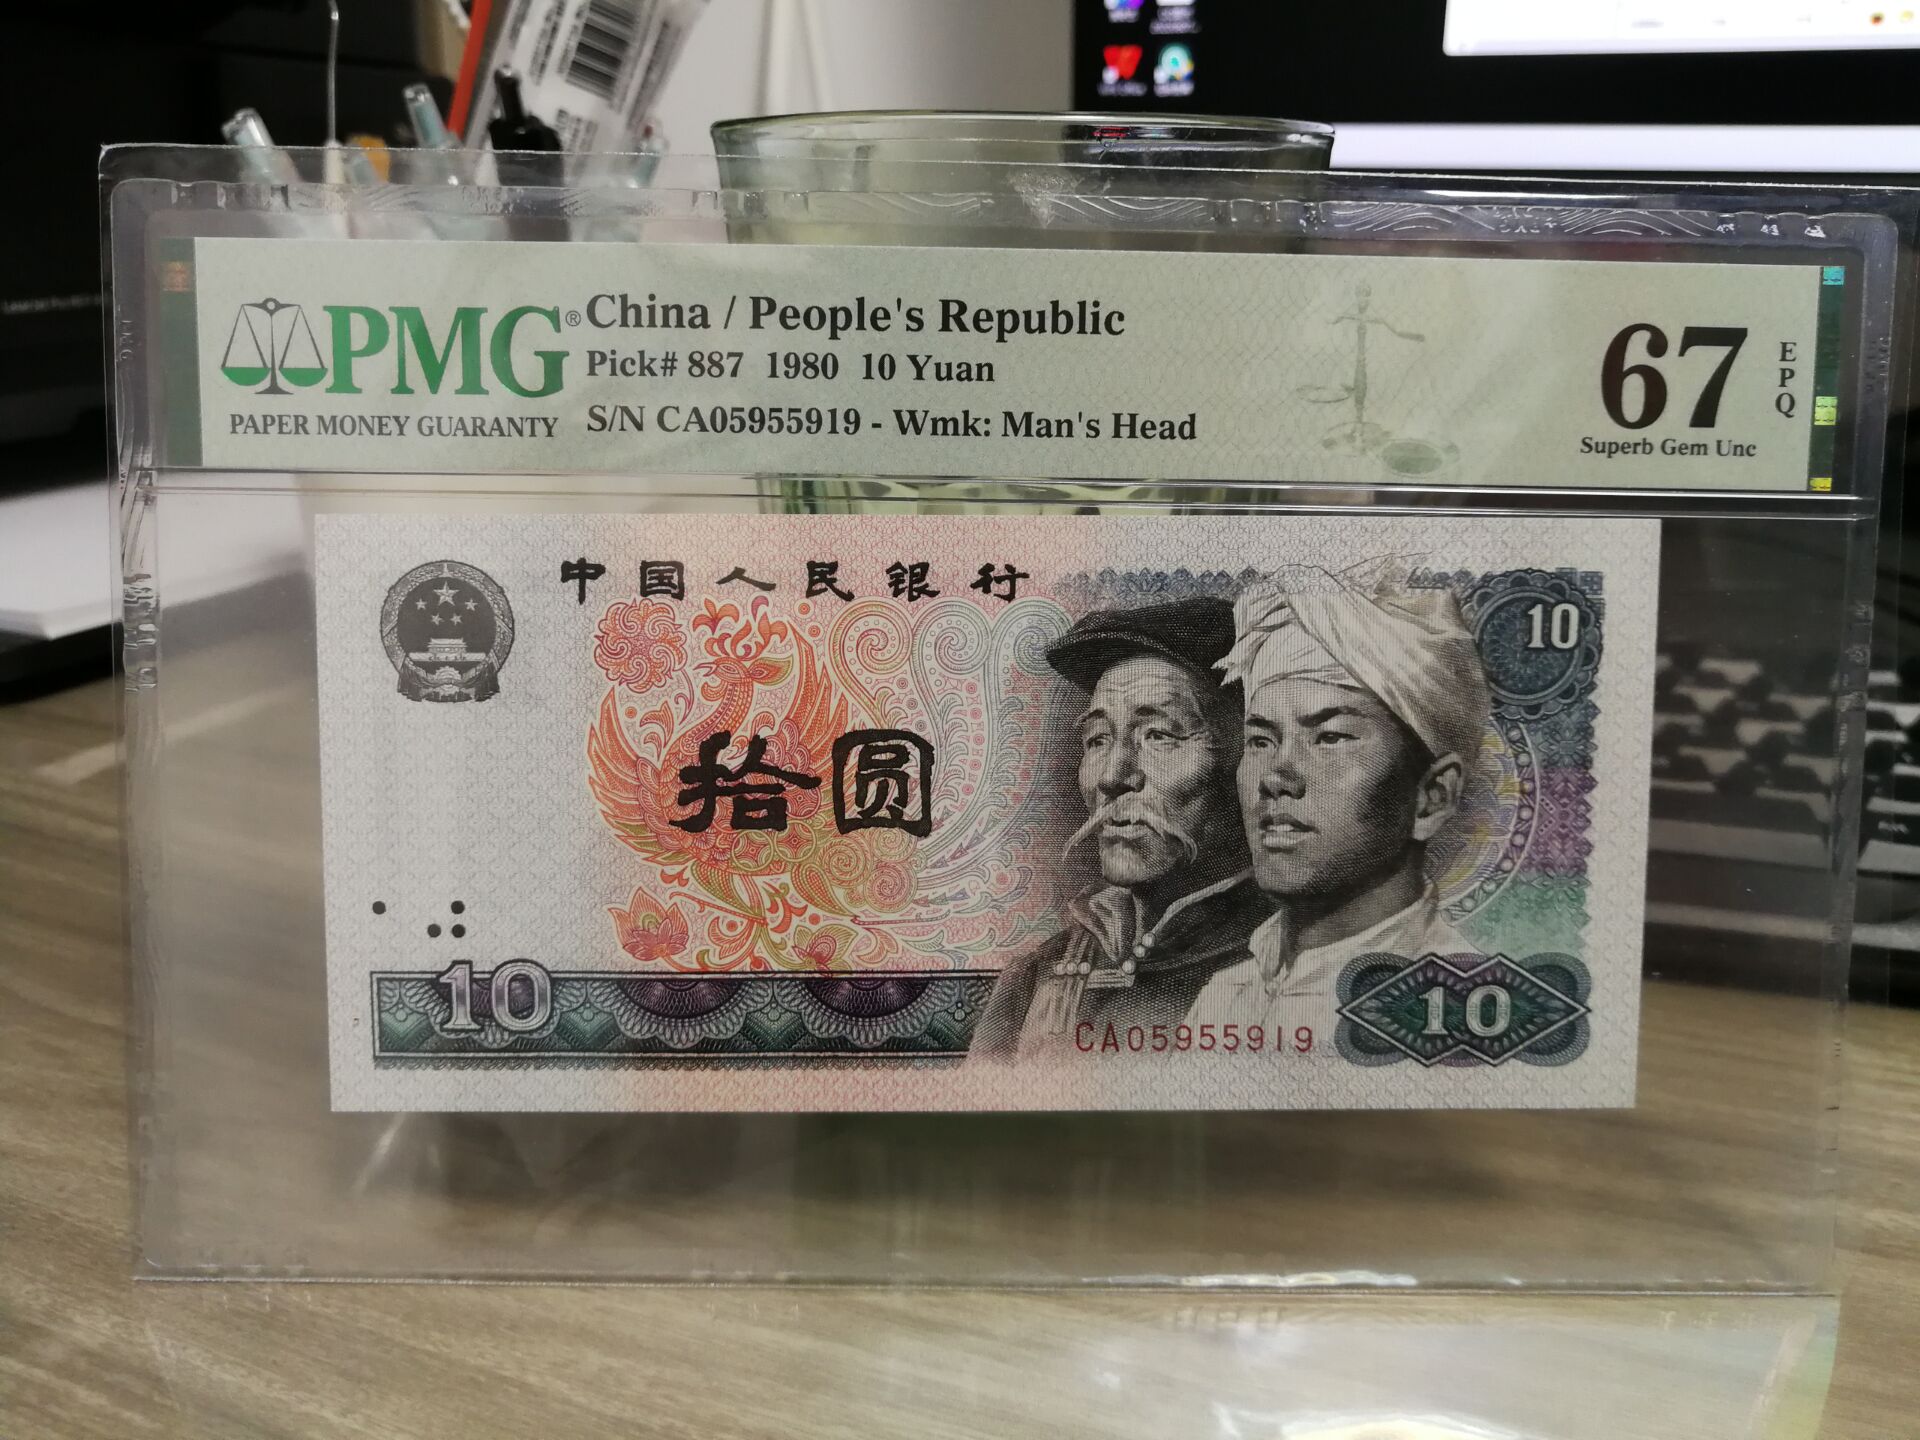 PMG®
PAPER MONEY GUARANTY
China / People's Republic
Pick# 887 1980 10 Yuan
S/N CA05955919 - Wmk: Man's Head
67
EPQ
Superb Gem Unc
中国人民银行
10
拾圆
10
CA05955919
10